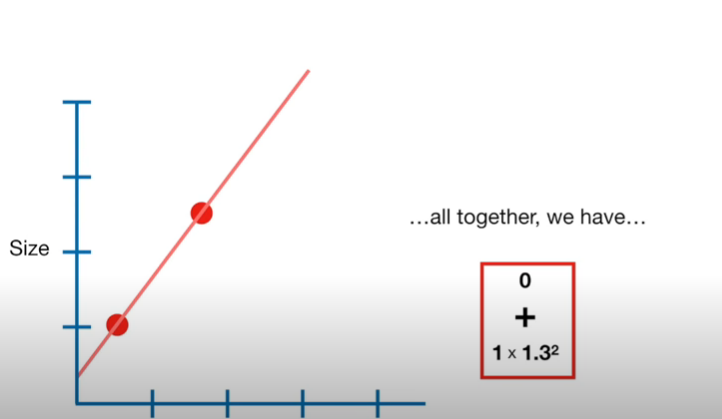 ...all together, we have...
Size
0
+
1 x 1.3²